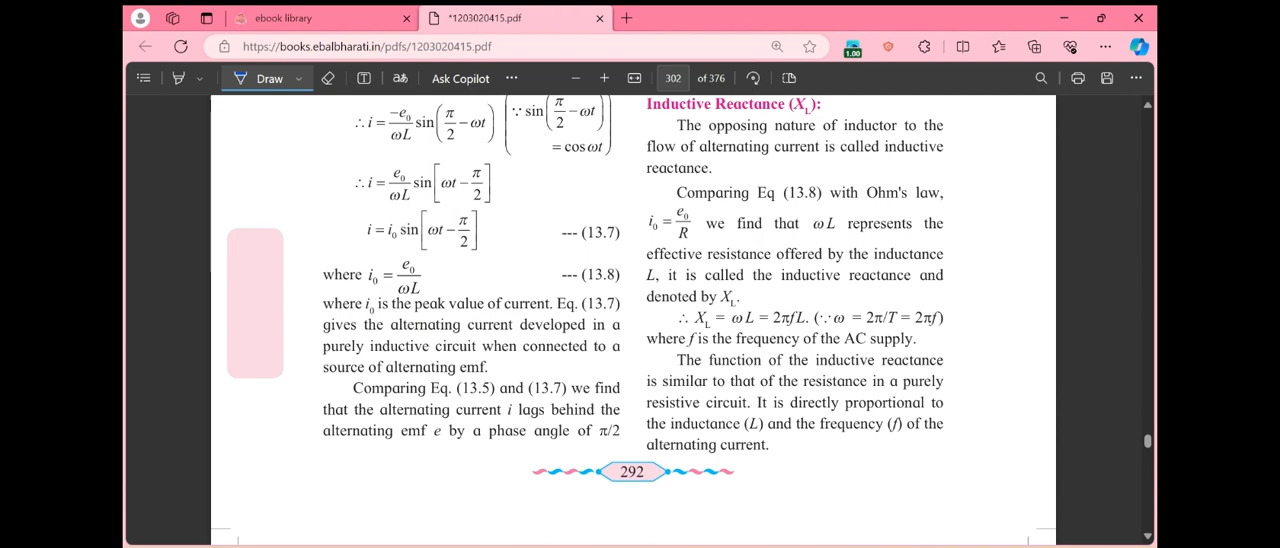 ebook library
*1203020415.pdf
https://books.ebalbharati.in/pdfs/1203020415.pdf
1.00
Draw
Ask Copilot
302 of 376
∴ i = −e₀/ωL sin(π/2 − ωt) (∵ sin(π/2 − ωt) = cos ωt)
∴ i = e₀/ωL sin[ωt − π/2]
i = i₀ sin[ωt − π/2] --- (13.7)
where i₀ = e₀/ωL --- (13.8)
where i₀ is the peak value of current. Eq. (13.7)
gives the alternating current developed in a
purely inductive circuit when connected to a
source of alternating emf.
Comparing Eq. (13.5) and (13.7) we find
that the alternating current i lags behind the
alternating emf e by a phase angle of π/2
Inductive Reactance (X_L):
The opposing nature of inductor to the
flow of alternating current is called inductive
reactance.
Comparing Eq (13.8) with Ohm's law,
i₀ = e₀/R we find that ωL represents the
effective resistance offered by the inductance
L, it is called the inductive reactance and
denoted by X_L.
∴ X_L = ωL = 2πfL. (∵ω = 2π/T = 2πf)
where f is the frequency of the AC supply.
The function of the inductive reactance
is similar to that of the resistance in a purely
resistive circuit. It is directly proportional to
the inductance (L) and the frequency (f) of the
alternating current.
292